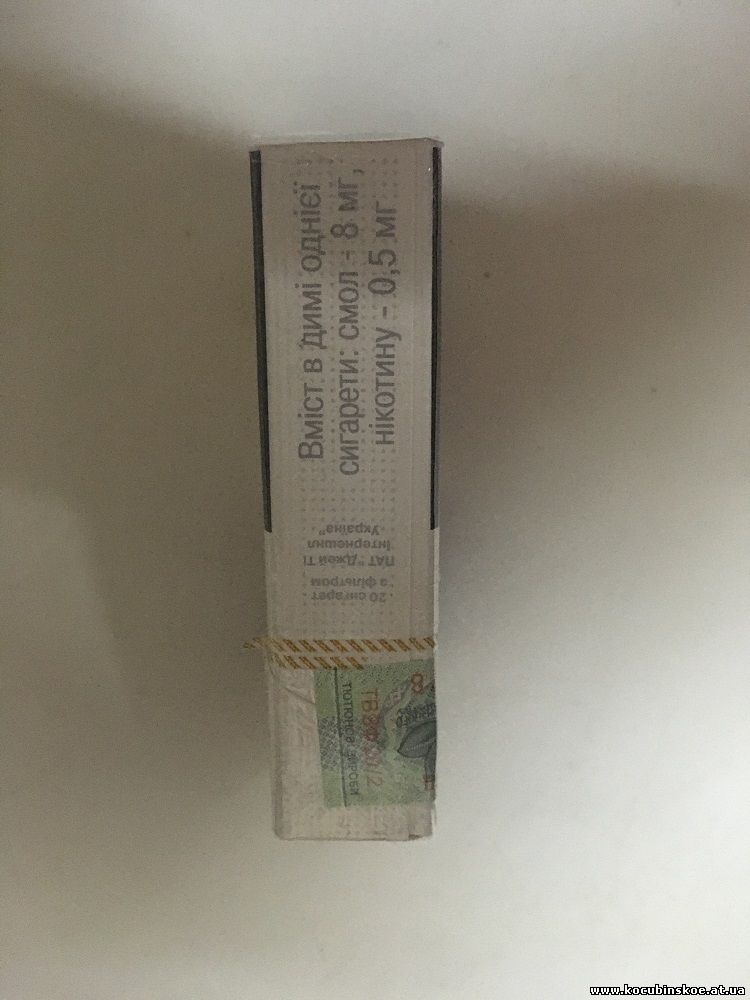 Вміст в димі однієї
сигарети: смол - 8 мг,
нікотину - 0,5 мг
20 сигарет
з фільтром
ПАТ "Джей Ті
Інтернешнл
Україна"
ТЮТЮНОВІ ВИРОБИ
www.kocubinskoe.at.ua